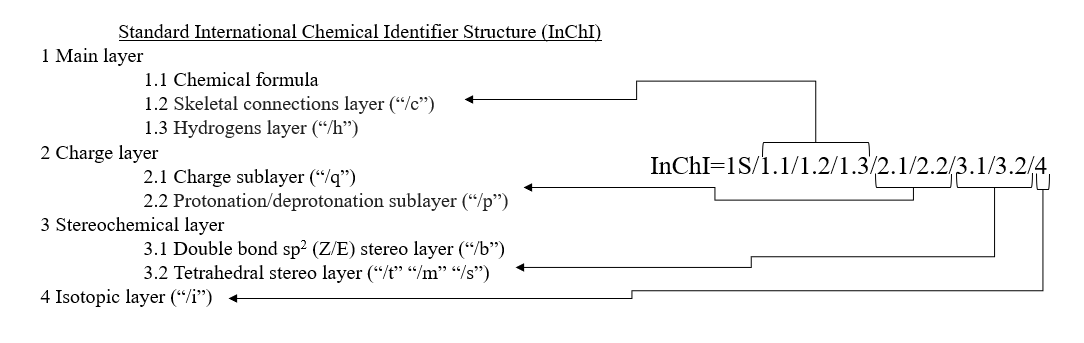 Standard International Chemical Identifier Structure (InChI)
1 Main layer
1.1 Chemical formula
1.2 Skeletal connections layer (“/c”)
1.3 Hydrogens layer (“/h”)
2 Charge layer
2.1 Charge sublayer (“/q”)
2.2 Protonation/deprotonation sublayer (“/p”)
3 Stereochemical layer
3.1 Double bond sp² (Z/E) stereo layer (“/b”)
3.2 Tetrahedral stereo layer (“/t” “/m” “/s”)
4 Isotopic layer (“/i”)
InChI=1S/1.1/1.2/1.3/2.1/2.2/3.1/3.2/4